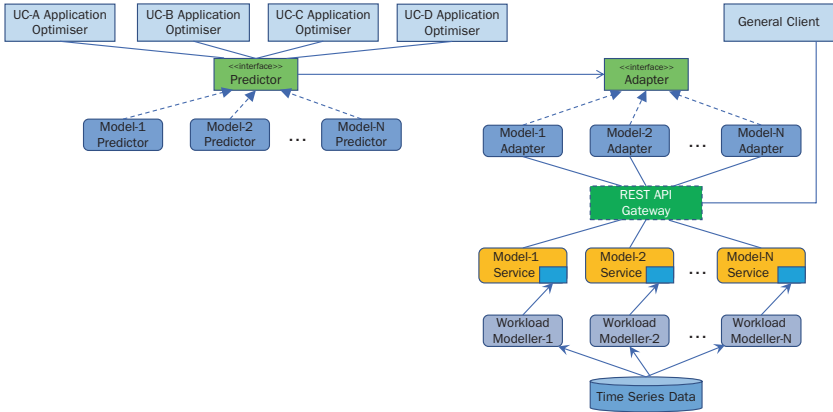 UC-A Application
Optimiser
UC-B Application
Optimiser
UC-C Application
Optimiser
UC-D Application
Optimiser
General Client
<<interface>>
Predictor
<<interface>>
Adapter
Model-1
Predictor
Model-2
Predictor
...
Model-N
Predictor
Model-1
Adapter
Model-2
Adapter
...
Model-N
Adapter
REST API
Gateway
Model-1
Service
Model-2
Service
...
Model-N
Service
Workload
Modeller-1
Workload
Modeller-2
...
Workload
Modeller-N
Time Series Data